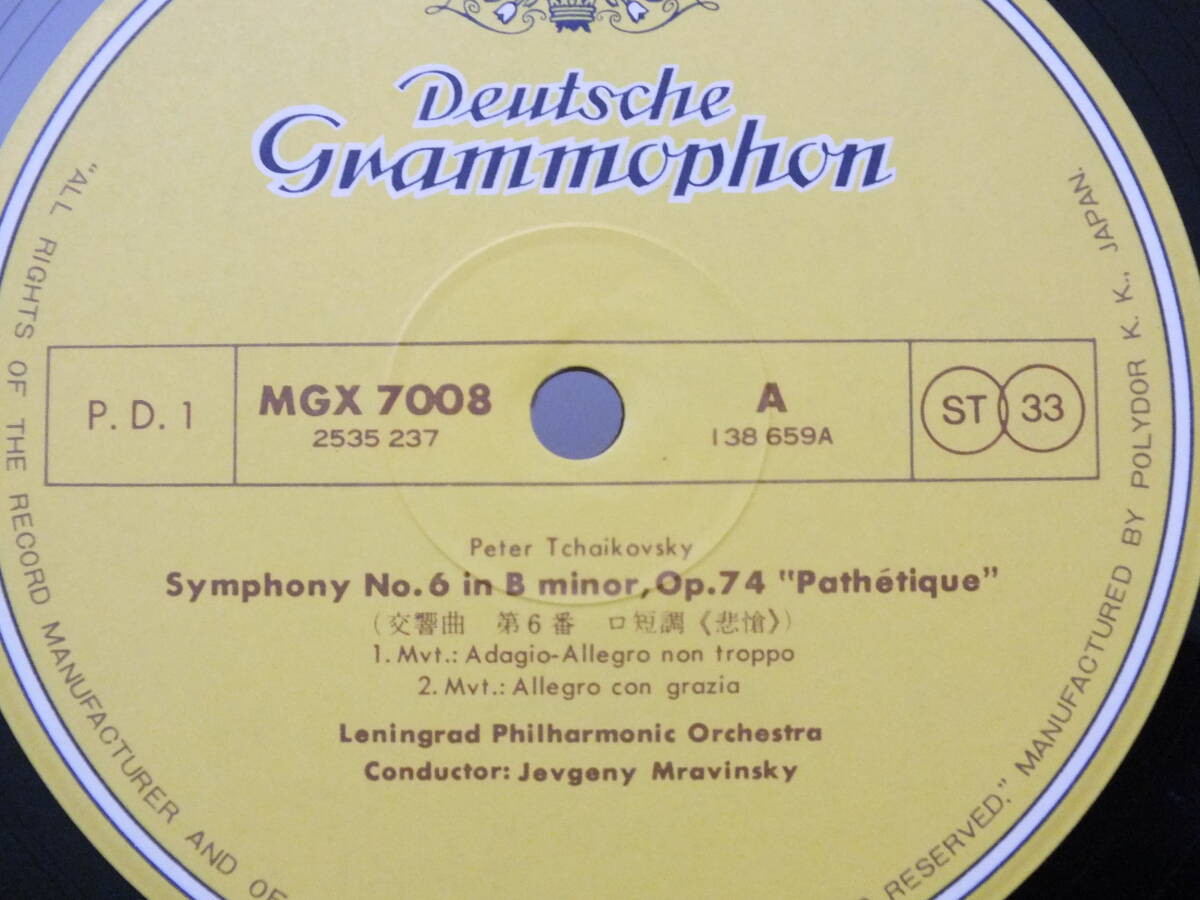 Deutsche
Grammophon
P. D. 1
MGX 7008
2535 237
A
138 659A
ST 33
Peter Tchaikovsky
Symphony No. 6 in B minor, Op. 74 "Pathétique"
(交響曲 第6番 ロ短調《悲愴》)
1. Mvt.: Adagio-Allegro non troppo
2. Mvt.: Allegro con grazia
Leningrad Philharmonic Orchestra
Conductor: Jevgeny Mravinsky
"ALL RIGHTS OF THE RECORD MANUFACTURER AND OF
RESERVED." MANUFACTURED BY POLYDOR K. K., JAPAN.